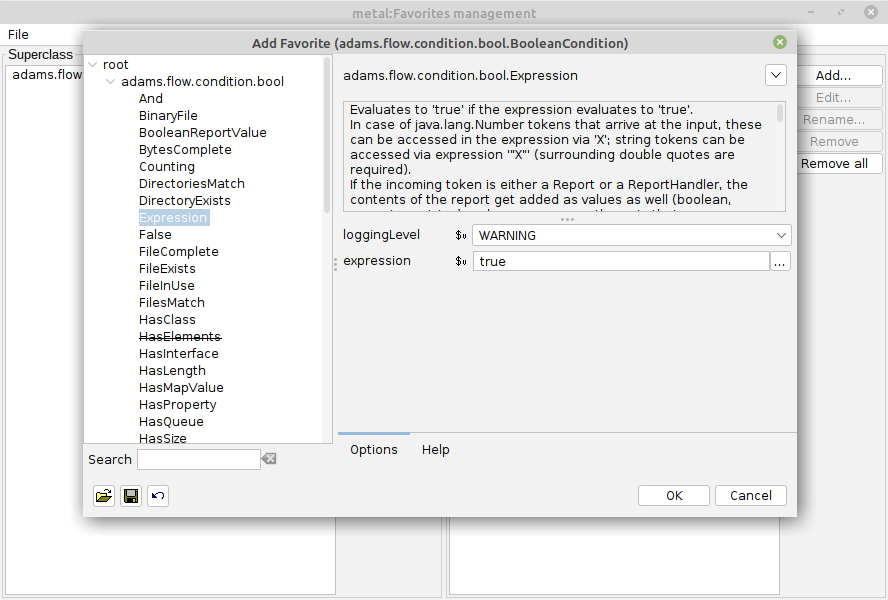 metal:Favorites management
File
Superclass
adams.flow
Add...
Edit...
Rename...
Remove
Remove all
Add Favorite (adams.flow.condition.bool.BooleanCondition)
root
adams.flow.condition.bool
And
BinaryFile
BooleanReportValue
BytesComplete
Counting
DirectoriesMatch
DirectoryExists
Expression
False
FileComplete
FileExists
FileInUse
FilesMatch
HasClass
HasElements
HasInterface
HasLength
HasMapValue
HasProperty
HasQueue
HasSize
Search
adams.flow.condition.bool.Expression
Evaluates to 'true' if the expression evaluates to 'true'.
In case of java.lang.Number tokens that arrive at the input, these
can be accessed in the expression via 'X'; string tokens can be
accessed via expression '"X"' (surrounding double quotes are
required).
If the incoming token is either a Report or a ReportHandler, the
contents of the report get added as values as well (boolean,
loggingLevel $v WARNING
expression $v true ...
Options Help
OK Cancel